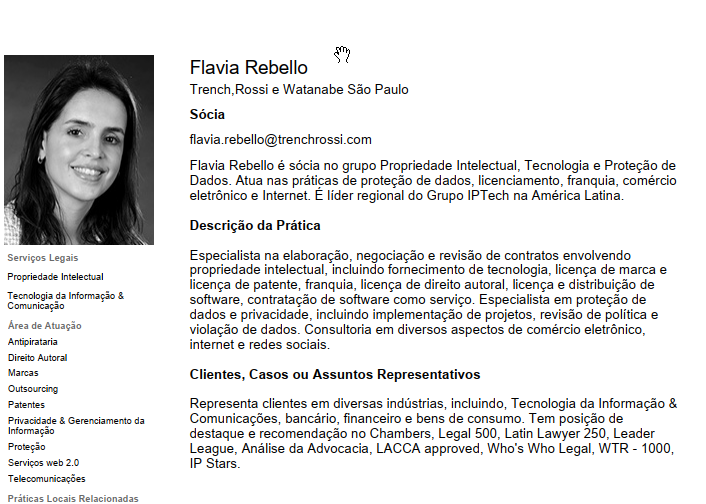 Flavia Rebello
Trench,Rossi e Watanabe São Paulo
Sócia
flavia.rebello@trenchrossi.com
Flavia Rebello é sócia no grupo Propriedade Intelectual, Tecnologia e Proteção de
Dados. Atua nas práticas de proteção de dados, licenciamento, franquia, comércio
eletrônico e Internet. É líder regional do Grupo IPTech na América Latina.
Descrição da Prática
Especialista na elaboração, negociação e revisão de contratos envolvendo
propriedade intelectual, incluindo fornecimento de tecnologia, licença de marca e
licença de patente, franquia, licença de direito autoral, licença e distribuição de
software, contratação de software como serviço. Especialista em proteção de
dados e privacidade, incluindo implementação de projetos, revisão de política e
violação de dados. Consultoria em diversos aspectos de comércio eletrônico,
internet e redes sociais.
Clientes, Casos ou Assuntos Representativos
Representa clientes em diversas indústrias, incluindo, Tecnologia da Informação &
Comunicações, bancário, financeiro e bens de consumo. Tem posição de
destaque e recomendação no Chambers, Legal 500, Latin Lawyer 250, Leader
League, Análise da Advocacia, LACCA approved, Who's Who Legal, WTR - 1000,
IP Stars.
Serviços Legais
Propriedade Intelectual
Tecnologia da Informação &
Comunicação
Área de Atuação
Antipirataria
Direito Autoral
Marcas
Outsourcing
Patentes
Privacidade & Gerenciamento da
Informação
Proteção
Serviços web 2.0
Telecomunicações
Práticas Locais Relacionadas